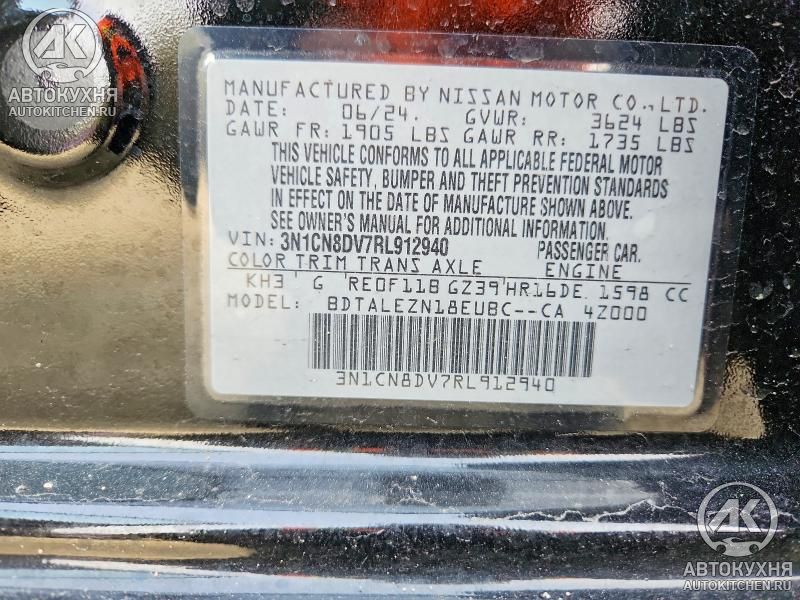 АВТОКУХНЯ
AUTOKITCHEN.RU
MANUFACTURED BY NISSAN MOTOR CO., LTD.
DATE: 06/24. GVWR: 3624 LBS
GAWR FR: 1905 LBS GAWR RR: 1735 LBS
THIS VEHICLE CONFORMS TO ALL APPLICABLE FEDERAL MOTOR
VEHICLE SAFETY, BUMPER AND THEFT PREVENTION STANDARDS
IN EFFECT ON THE DATE OF MANUFACTURE SHOWN ABOVE.
SEE OWNER'S MANUAL FOR ADDITIONAL INFORMATION.
VIN: 3N1CN8DV7RL912940 PASSENGER CAR.
COLOR TRIM TRANS AXLE ENGINE
KH3 G RE0F11B GZ39 HR16DE 1598 CC
MODEL: BDTALEZN18EUBC--CA 4Z000
3N1CN8DV7RL912940
АВТОКУХНЯ
AUTOKITCHEN.RU